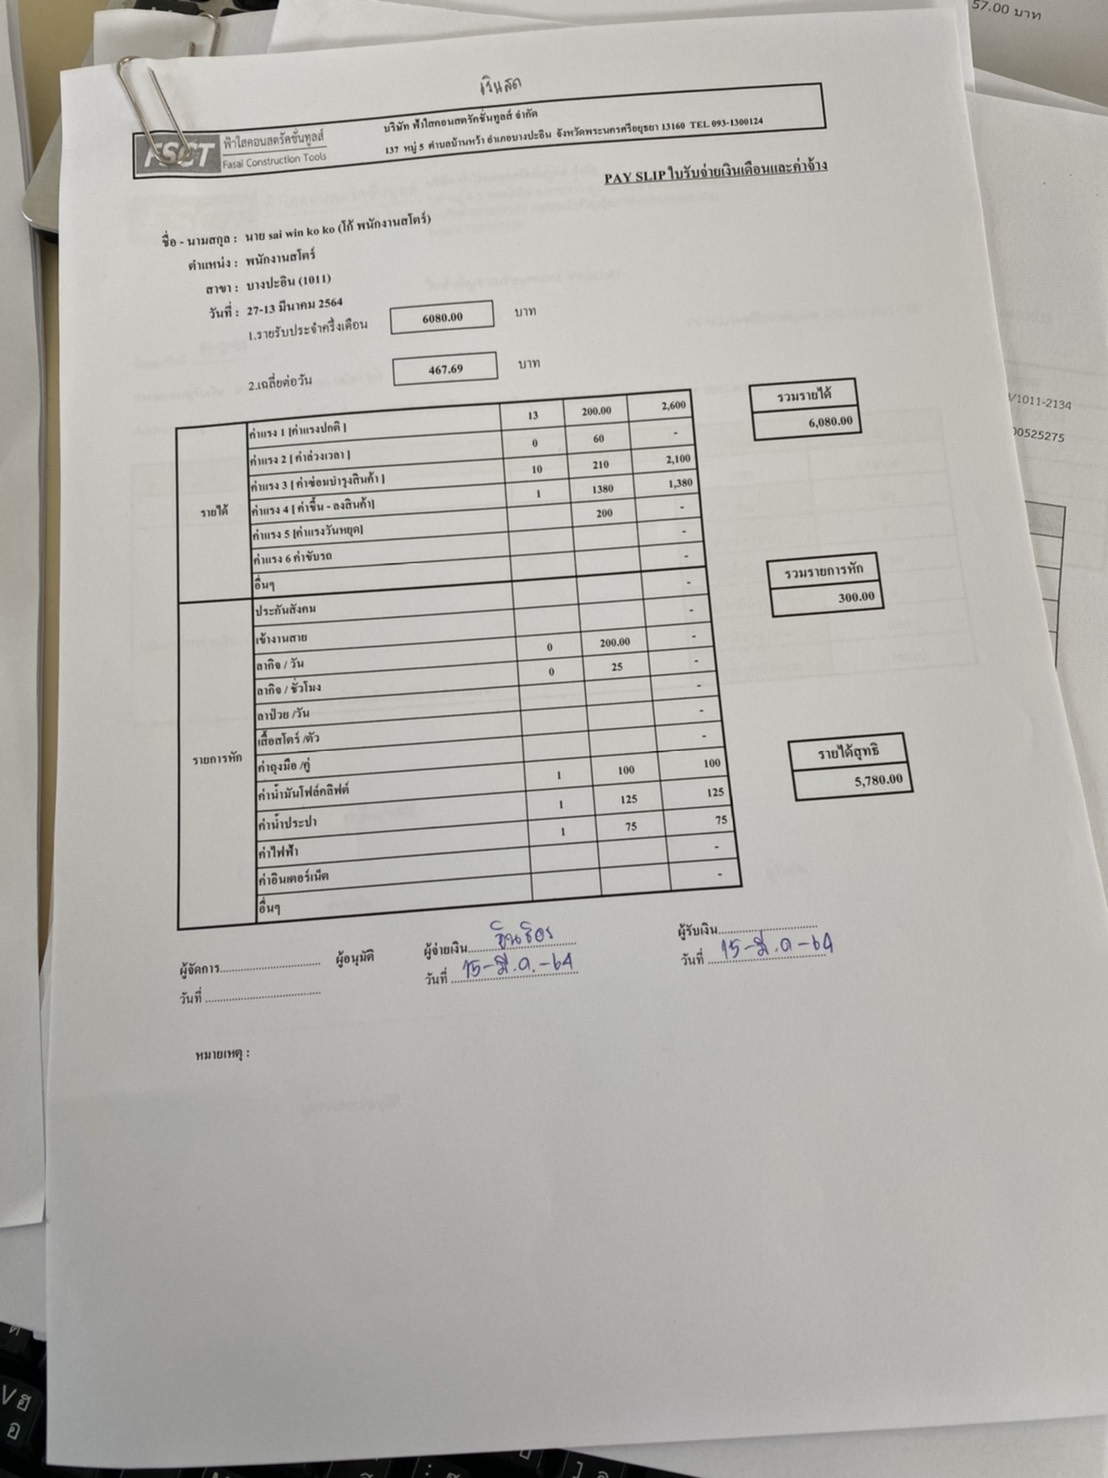 57.00 บาท
เงินสด
FSCT ฟ้าใสคอนสตรัคชั่นทูลส์
Fasai Construction Tools
บริษัท ฟ้าใสคอนสตรัคชั่นทูลส์ จำกัด
137 หมู่ 5 ตำบลบ้านหว้า อำเภอบางปะอิน จังหวัดพระนครศรีอยุธยา 13160 TEL 093-1300124
PAY SLIP ใบรับจ่ายเงินเดือนและค่าจ้าง
ชื่อ - นามสกุล : นาย sai win ko ko (โก้ พนักงานสโตร์)
ตำแหน่ง : พนักงานสโตร์
สาขา : บางปะอิน (1011)
วันที่ : 27-13 มีนาคม 2564
1.รายรับประจำครึ่งเดือน 6080.00 บาท
2.เฉลี่ยต่อวัน 467.69 บาท
รายได้
ค่าแรง 1 [ค่าแรงปกติ ] 13 200.00 2,600
ค่าแรง 2 [ ค่าล่วงเวลา ] 0 60 -
ค่าแรง 3 [ ค่าซ่อมบำรุงสินค้า ] 10 210 2,100
ค่าแรง 4 [ ค่าขึ้น - ลงสินค้า] 1 1380 1,380
ค่าแรง 5 [ค่าแรงวันหยุด] 200 -
ค่าแรง 6 ค่าขับรถ -
อื่นๆ -
รายการหัก
ประกันสังคม -
เข้างานสาย -
ลากิจ / วัน 0 200.00 -
ลากิจ / ชั่วโมง 0 25 -
ลาป่วย /วัน -
เสื้อสโตร์ /ตัว -
ค่าถุงมือ /คู่ -
ค่าน้ำมันโฟล์คลิฟต์ 1 100 100
ค่าน้ำประปา 1 125 125
ค่าไฟฟ้า 1 75 75
ค่าอินเตอร์เน็ต -
อื่นๆ -
รวมรายได้
6,080.00
รวมรายการหัก
300.00
รายได้สุทธิ
5,780.00
ผู้จัดการ ผู้อนุมัติ ผู้จ่ายเงิน ผู้รับเงิน
วันที่ วันที่ 15-มี.ค.-64 วันที่ 15-มี.ค-64
หมายเหตุ :
/1011-2134
00525275